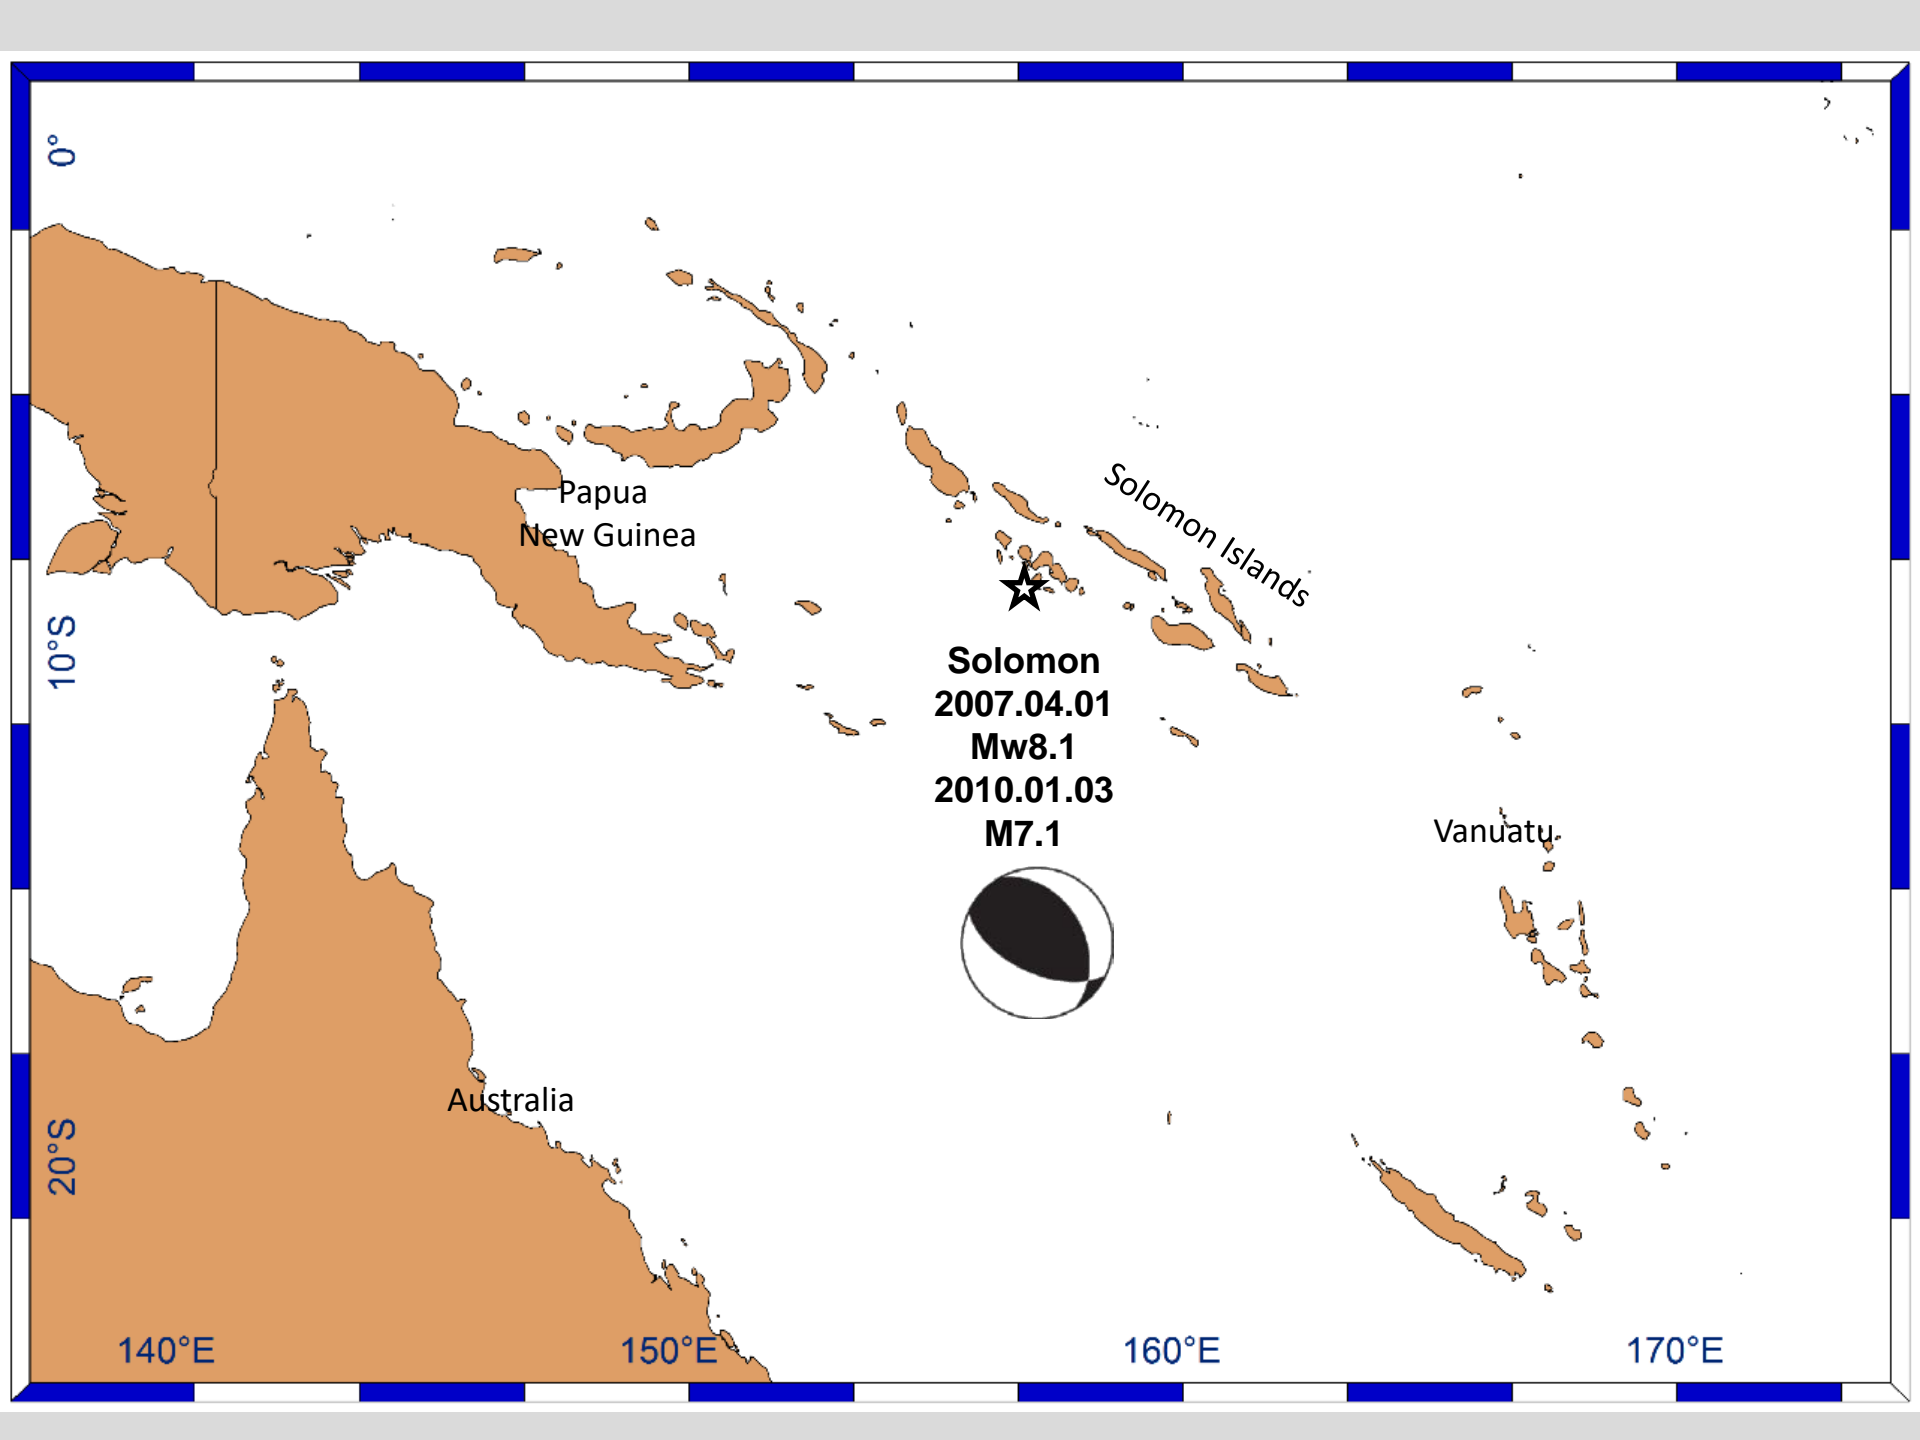 0°
Papua
New Guinea
Solomon Islands
10°S
Solomon
2007.04.01
Mw8.1
2010.01.03
M7.1
Vanuatu
Australia
20°S
140°E
150°E
160°E
170°E